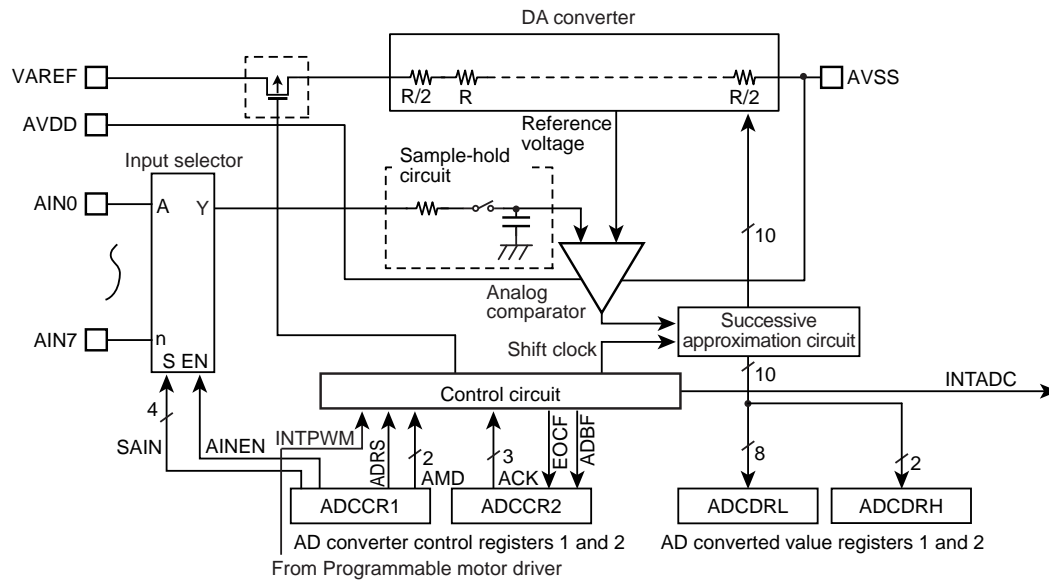 DA converter
VAREF
AVSS
R/2
R
R/2
AVDD
Reference
voltage
Sample-hold
circuit
Input selector
AIN0
A
Y
10
Analog
comparator
Successive
approximation circuit
AIN7
n
S EN
Shift clock
10
INTADC
Control circuit
4
SAIN
AINEN
INTPWM
ADRS
2
AMD
3
ACK
EOCF
ADBF
8
2
ADCCR1
ADCCR2
ADCDRL
ADCDRH
AD converter control registers 1 and 2
AD converted value registers 1 and 2
From Programmable motor driver